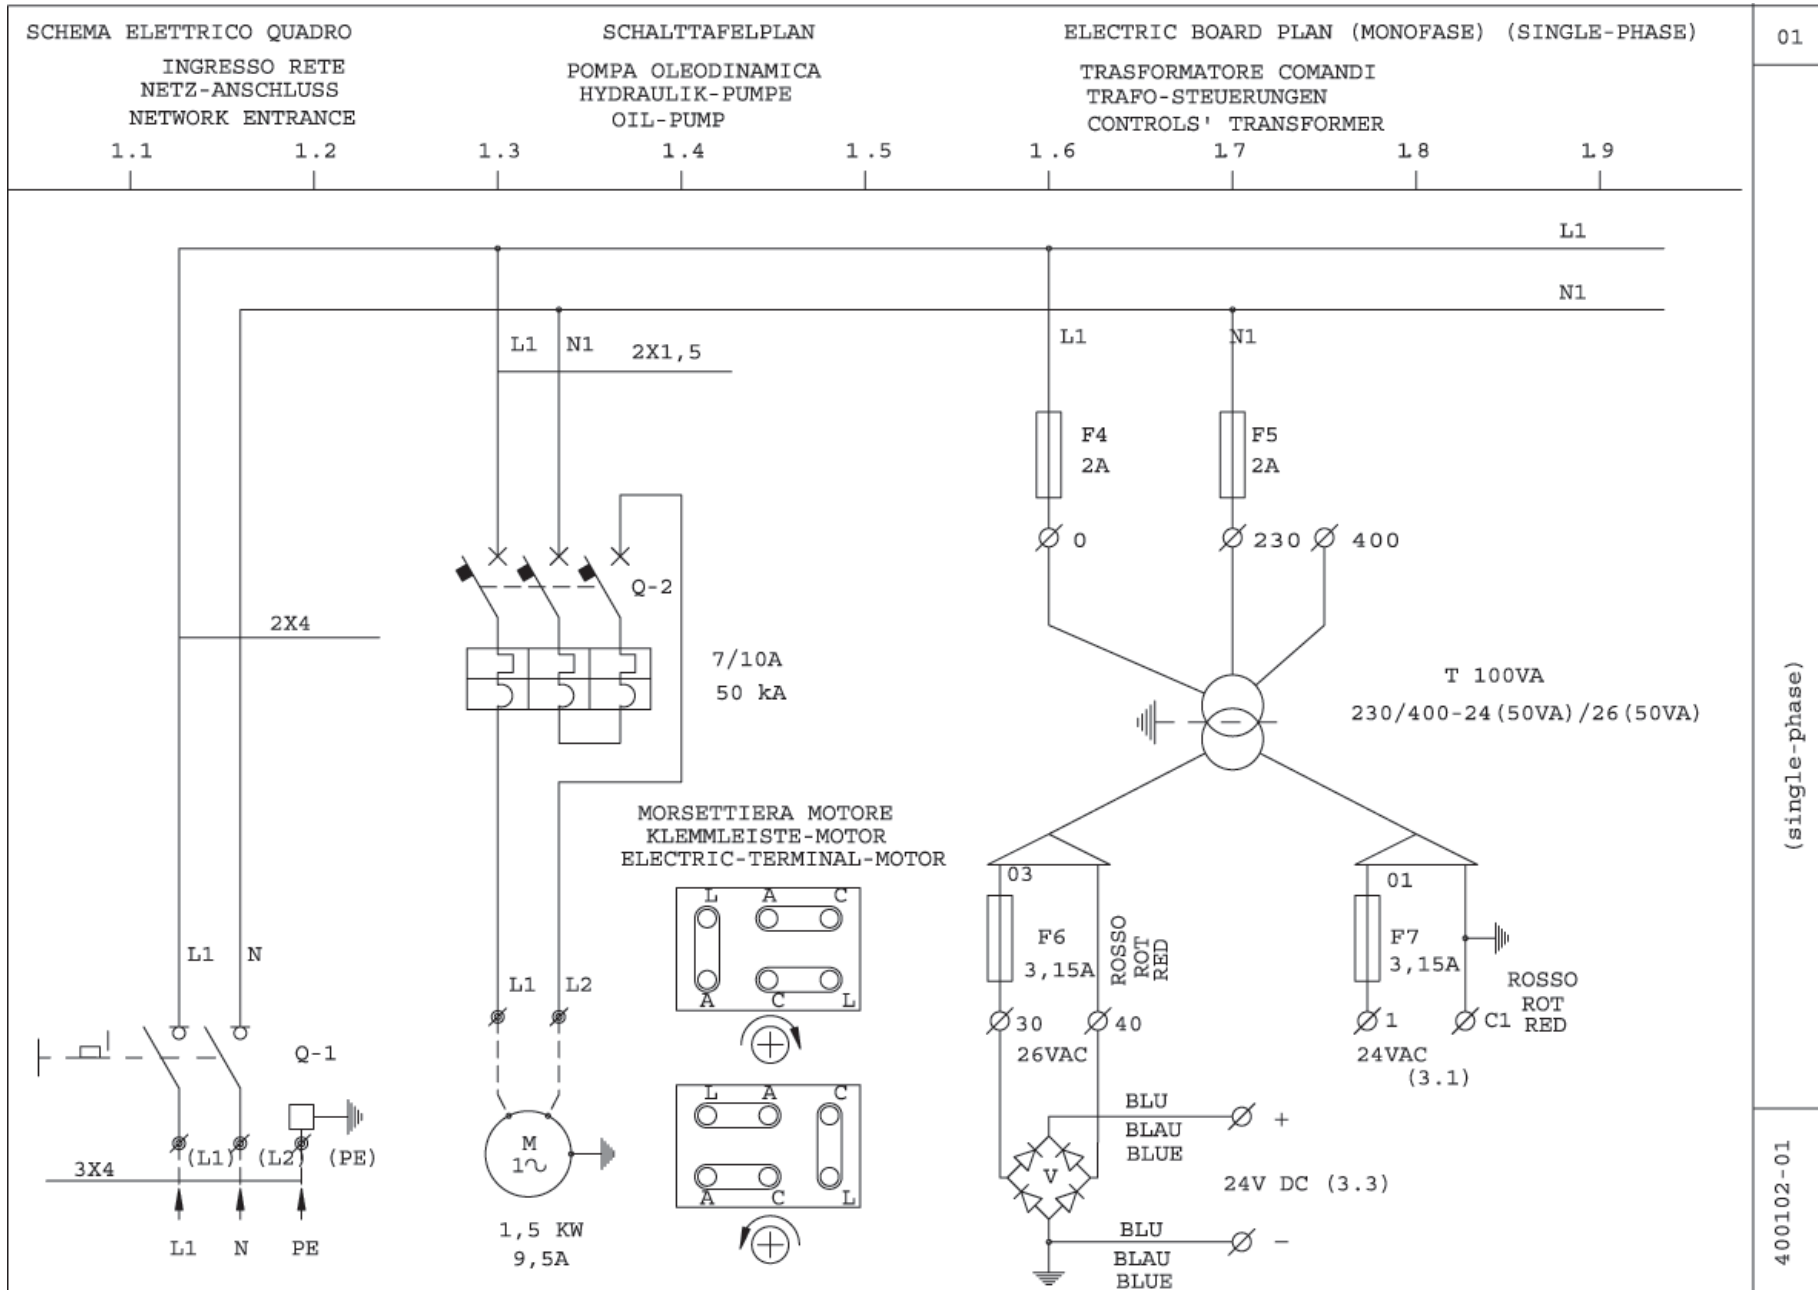 SCHEMA ELETTRICO QUADRO
SCHALTTAFELPLAN
ELECTRIC BOARD PLAN (MONOFASE) (SINGLE-PHASE)
01
INGRESSO RETE
NETZ-ANSCHLUSS
NETWORK ENTRANCE
POMPA OLEODINAMICA
HYDRAULIK-PUMPE
OIL-PUMP
TRASFORMATORE COMANDI
TRAFO-STEUERUNGEN
CONTROLS' TRANSFORMER
1.1 1.2 1.3 1.4 1.5 1.6 1.7 1.8 1.9
L1
N1
L1 N1 2X1,5
L1
N1
F4
2A
F5
2A
0
230
400
Q-2
2X4
7/10A
50 kA
T 100VA
230/400-24(50VA)/26(50VA)
(single-phase)
MORSETTIERA MOTORE
KLEMMLEISTE-MOTOR
ELECTRIC-TERMINAL-MOTOR
L A C
A C L
L A C
A C L
L1 N
L1 L2
Q-1
(L1) (L2) (PE)
3X4
L1 N PE
M
1~
1,5 KW
9,5A
03
F6
3,15A
ROSSO
ROT
RED
30
40
26VAC
01
F7
3,15A
ROSSO
ROT
RED
1
C1
24VAC
(3.1)
BLU
BLAU
BLUE
+
V
24V DC (3.3)
BLU
BLAU
BLUE
−
400102-01